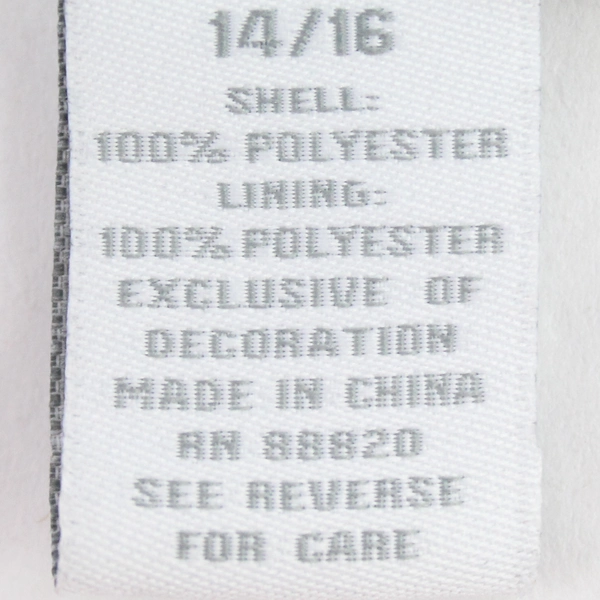 14/16
SHELL:
100% POLYESTER
LINING:
100% POLYESTER
EXCLUSIVE OF
DECORATION
MADE IN CHINA
RN 88820
SEE REVERSE
FOR CARE